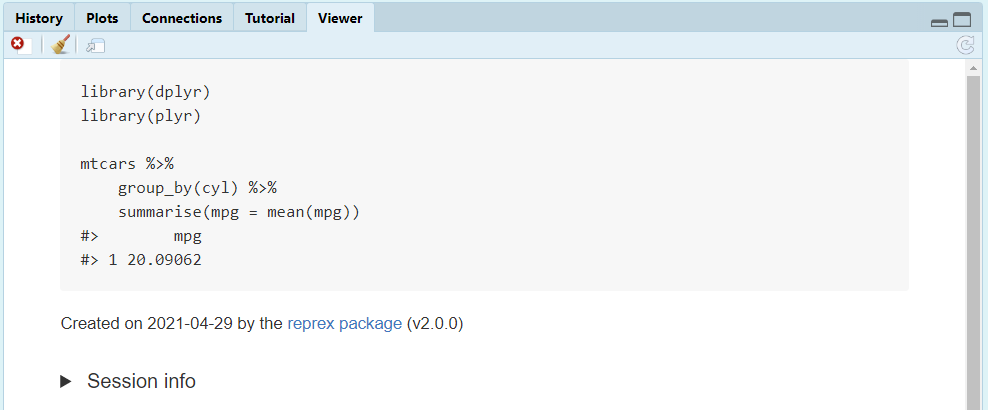 History Plots Connections Tutorial Viewer
library(dplyr)
library(plyr)
mtcars %>%
    group_by(cyl) %>%
    summarise(mpg = mean(mpg))
#>        mpg
#> 1 20.09062
Created on 2021-04-29 by the reprex package (v2.0.0)
Session info